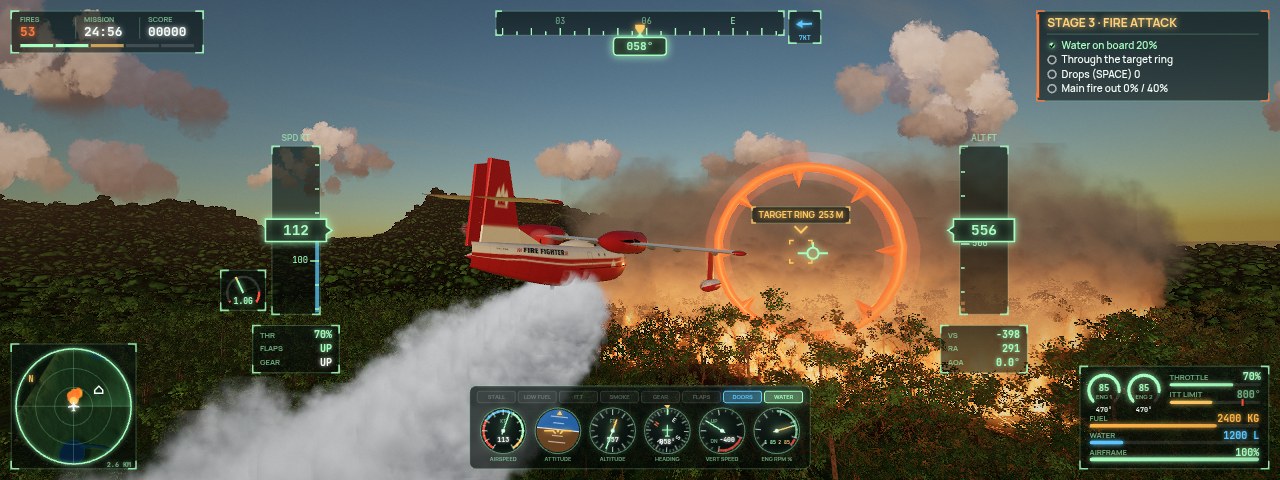 FIRES
53
MISSION
24:56
SCORE
00000
03 06 E
058°
7KT
STAGE 3 · FIRE ATTACK
Water on board 20%
Through the target ring
Drops (SPACE) 0
Main fire out 0% / 40%
SPD KT
112
100
1.06
THR 70%
FLAPS UP
GEAR UP
FIRE FIGHTER
TARGET RING 253 M
ALT FT
556
500
VS -398
RA 291
AOA 0.0°
N
2.6 KM
STALL LOW FUEL ITT SMOKE GEAR FLAPS DOORS WATER
113
AIRSPEED
ATTITUDE
ALTITUDE
058°
HEADING
VERT SPEED
ENG RPM %
85
ENG 1
470°
85
ENG 2
470°
THROTTLE 70%
ITT LIMIT 800°
FUEL 2400 KG
WATER 1200 L
AIRFRAME 100%